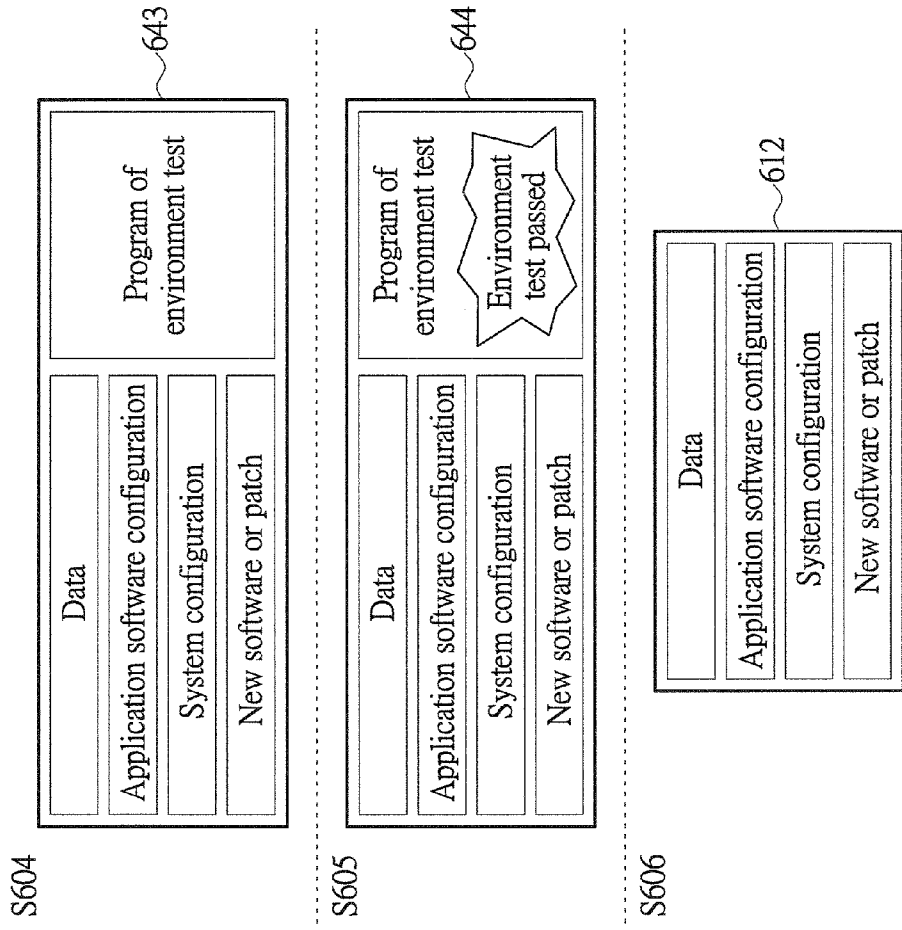 S604
643
Data
Application software configuration
System configuration
New software or patch
Program of
environment test
S605
644
Data
Application software configuration
System configuration
New software or patch
Program of
environment test
Environment
test passed
S606
612
Data
Application software configuration
System configuration
New software or patch